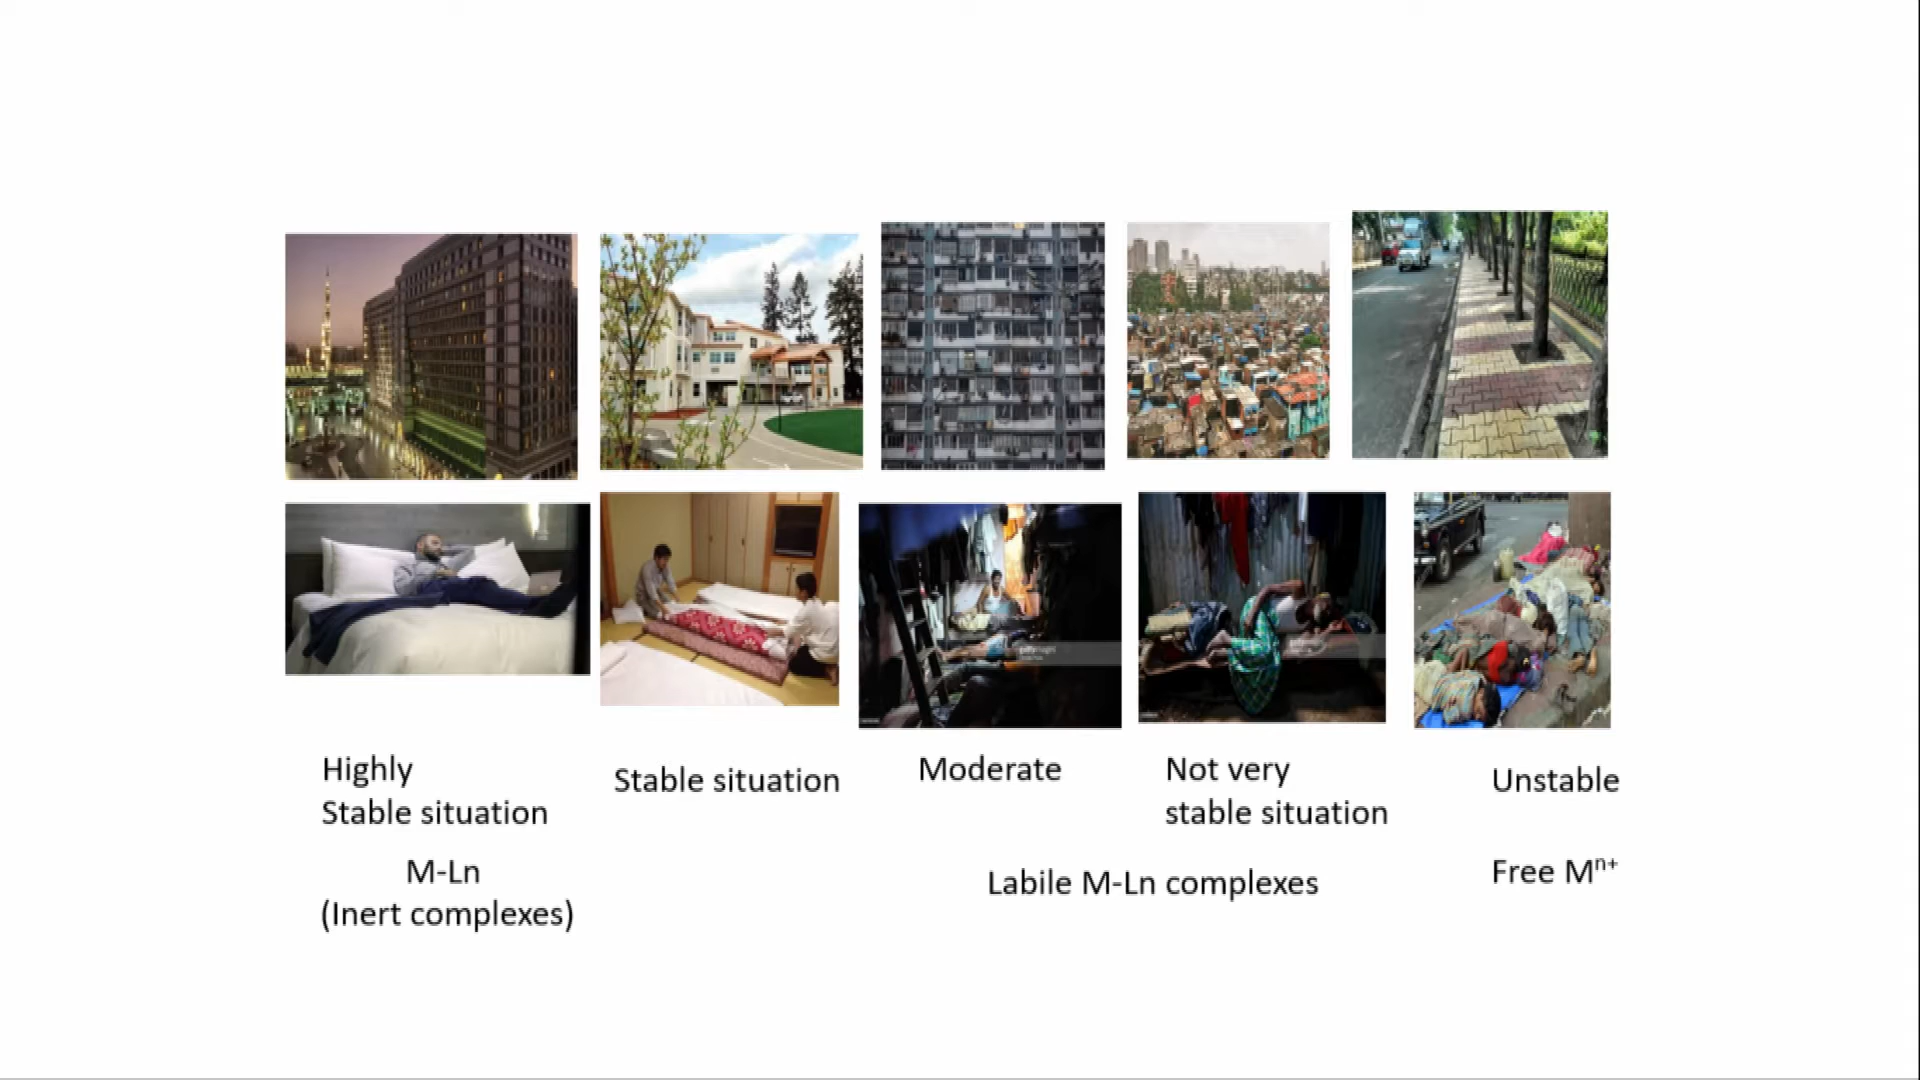 Highly
Stable situation
Stable situation
Moderate
Not very
stable situation
Unstable
M-Ln
(Inert complexes)
Labile M-Ln complexes
Free Mⁿ⁺